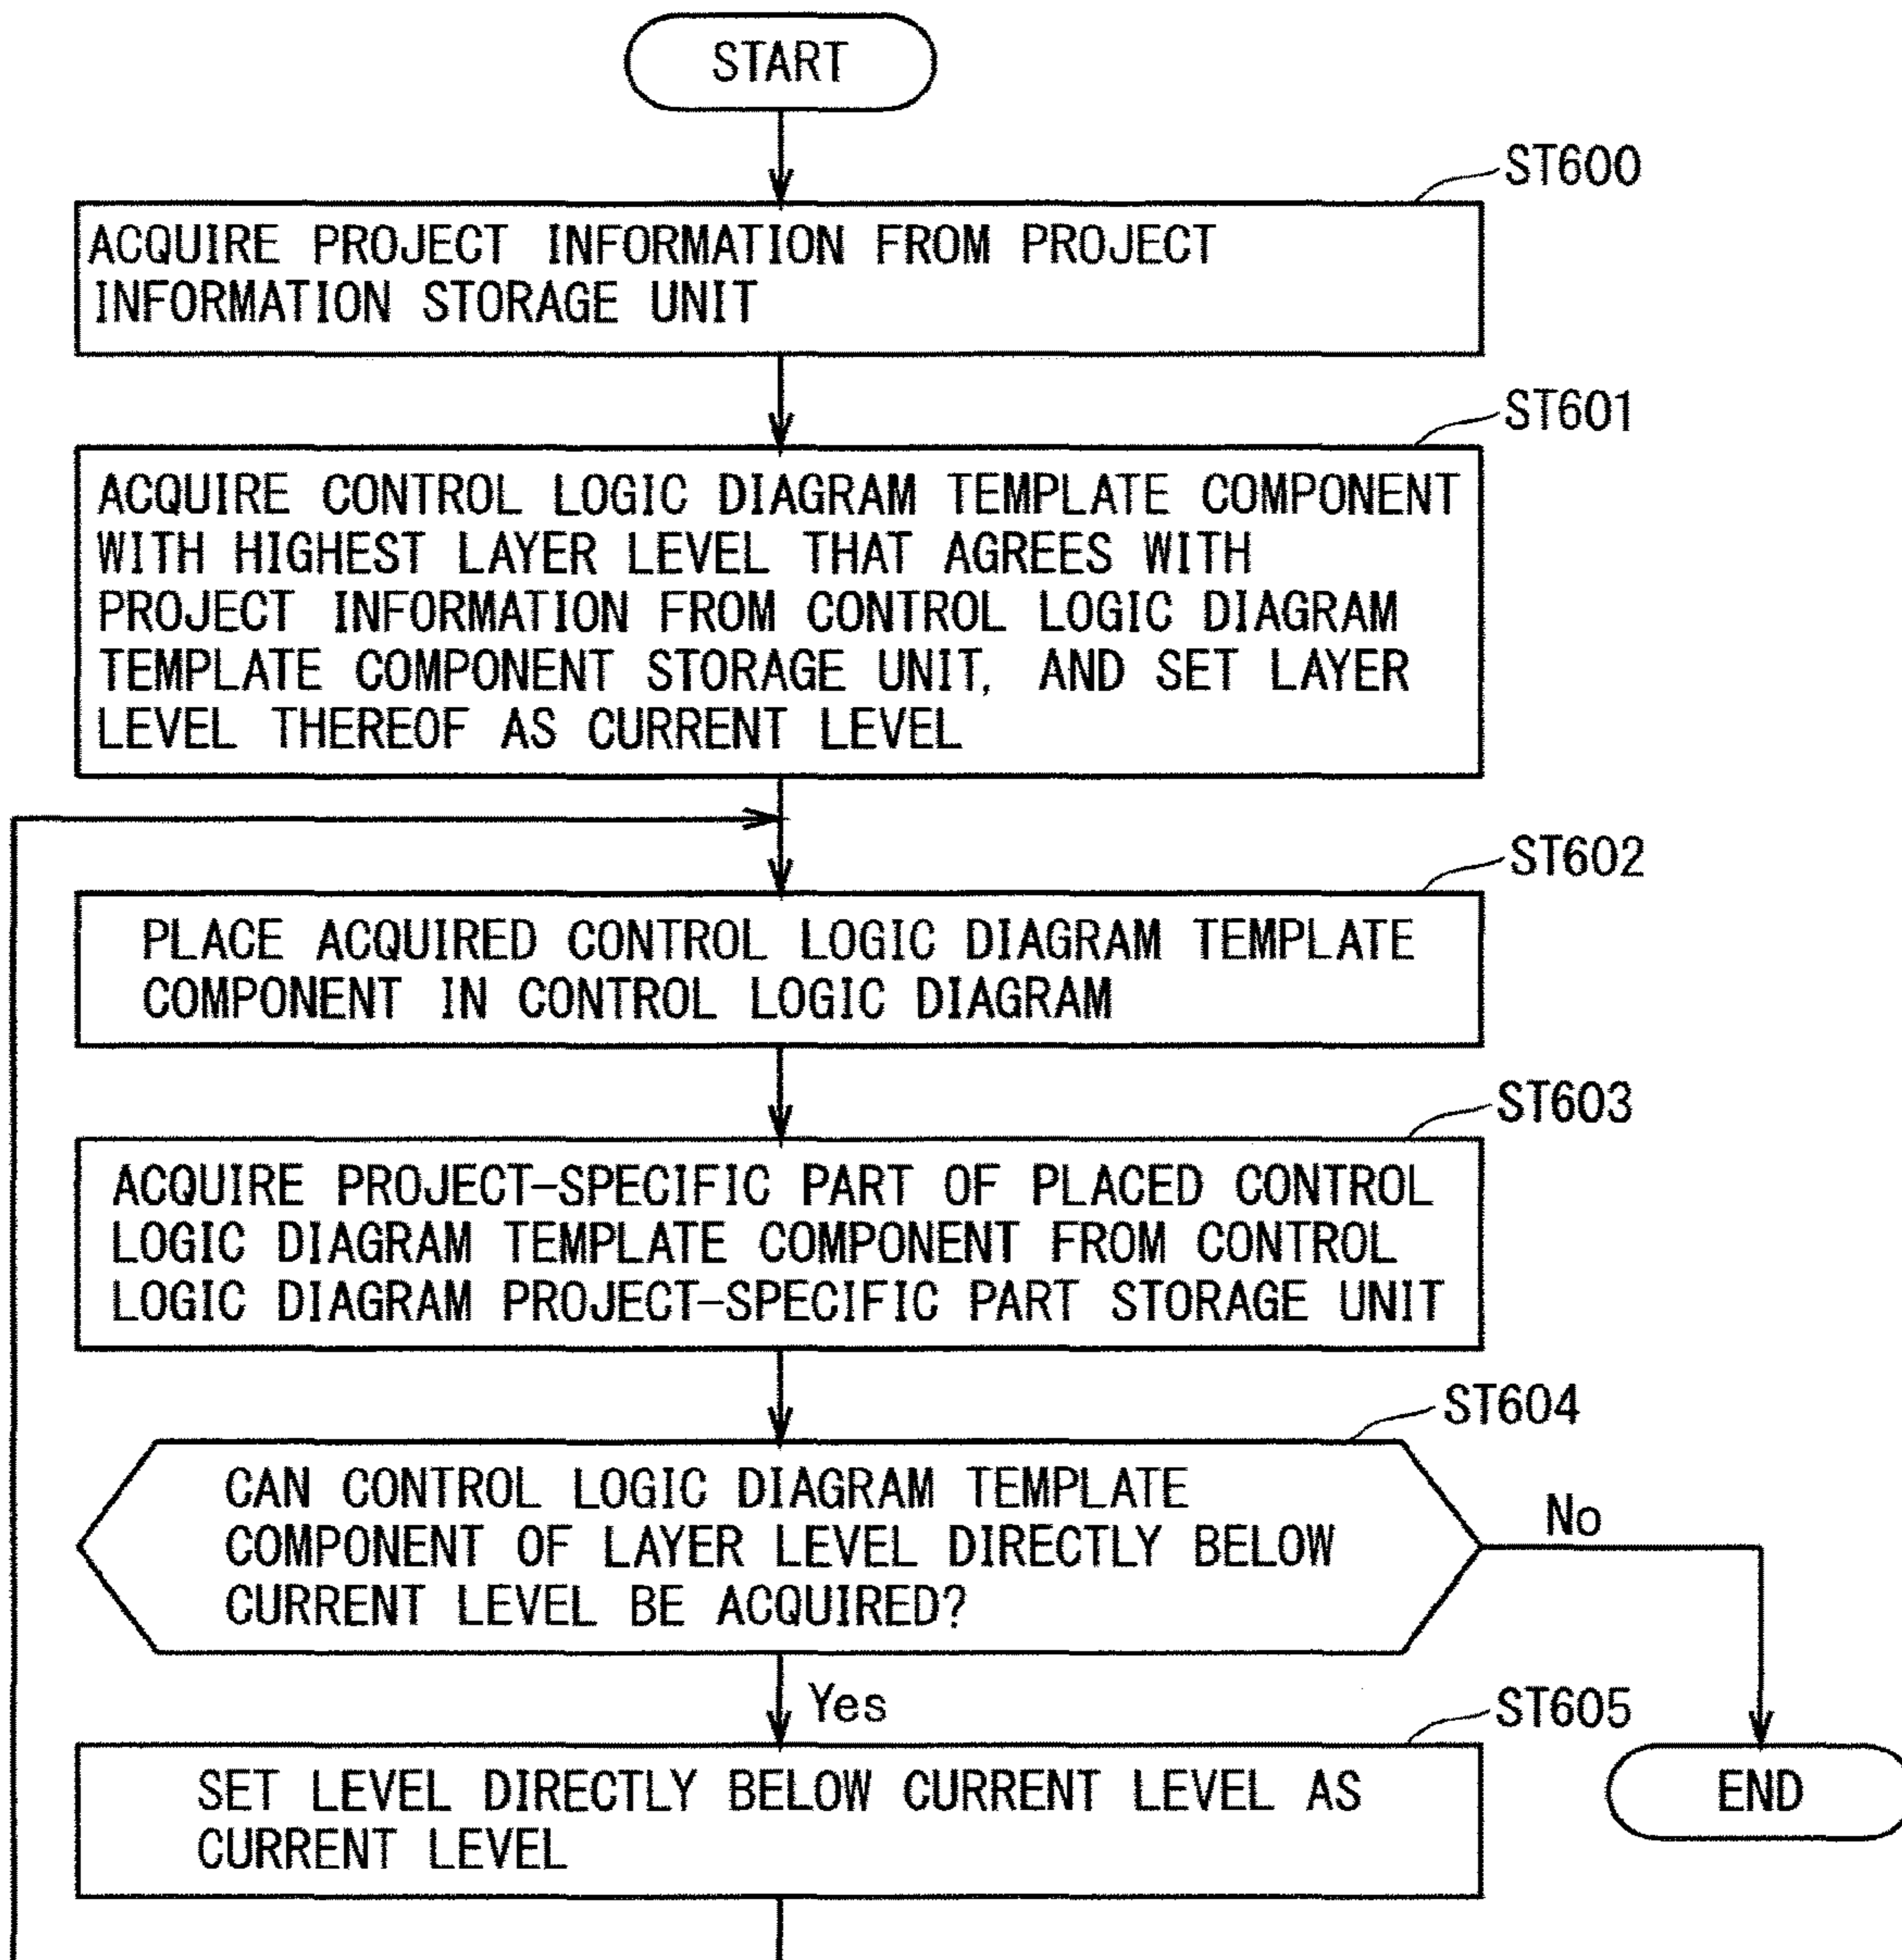 START
ST600
ACQUIRE PROJECT INFORMATION FROM PROJECT
INFORMATION STORAGE UNIT
ST601
ACQUIRE CONTROL LOGIC DIAGRAM TEMPLATE COMPONENT
WITH HIGHEST LAYER LEVEL THAT AGREES WITH
PROJECT INFORMATION FROM CONTROL LOGIC DIAGRAM
TEMPLATE COMPONENT STORAGE UNIT, AND SET LAYER
LEVEL THEREOF AS CURRENT LEVEL
ST602
PLACE ACQUIRED CONTROL LOGIC DIAGRAM TEMPLATE
COMPONENT IN CONTROL LOGIC DIAGRAM
ST603
ACQUIRE PROJECT-SPECIFIC PART OF PLACED CONTROL
LOGIC DIAGRAM TEMPLATE COMPONENT FROM CONTROL
LOGIC DIAGRAM PROJECT-SPECIFIC PART STORAGE UNIT
ST604
CAN CONTROL LOGIC DIAGRAM TEMPLATE
COMPONENT OF LAYER LEVEL DIRECTLY BELOW
CURRENT LEVEL BE ACQUIRED?
No
Yes
ST605
SET LEVEL DIRECTLY BELOW CURRENT LEVEL AS
CURRENT LEVEL
END